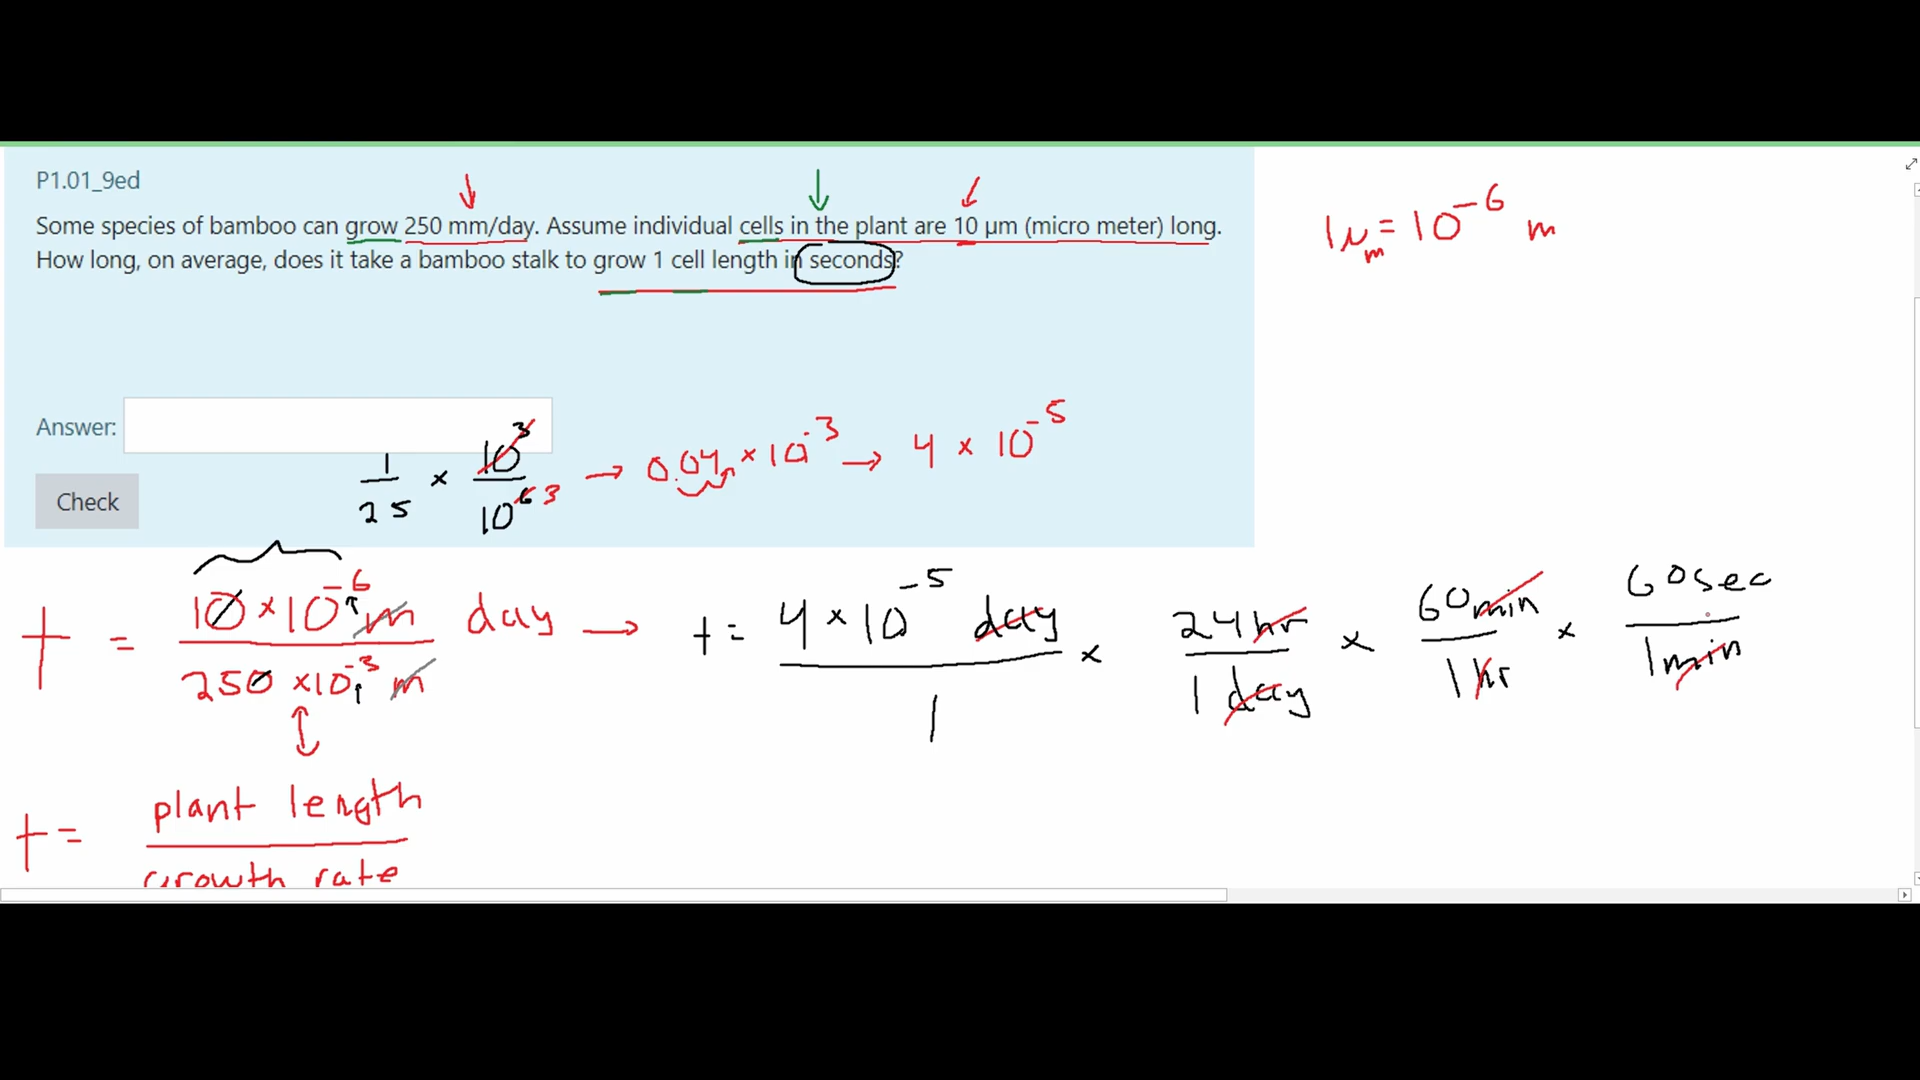 P1.01_9ed
Some species of bamboo can grow 250 mm/day. Assume individual cells in the plant are 10 μm (micro meter) long.
How long, on average, does it take a bamboo stalk to grow 1 cell length in seconds?
1μm = 10⁻⁶ m
Answer:
1/25 × 10³/10⁶ 3 → 0.04 × 10⁻³ → 4 × 10⁻⁵
Check
t = 10 × 10⁻⁶ m / 250 × 10⁻³ m day → t = 4 × 10⁻⁵ day / 1 × 24 hr / 1 day × 60 min / 1 hr × 60 sec / 1 min
t = plant length / growth rate